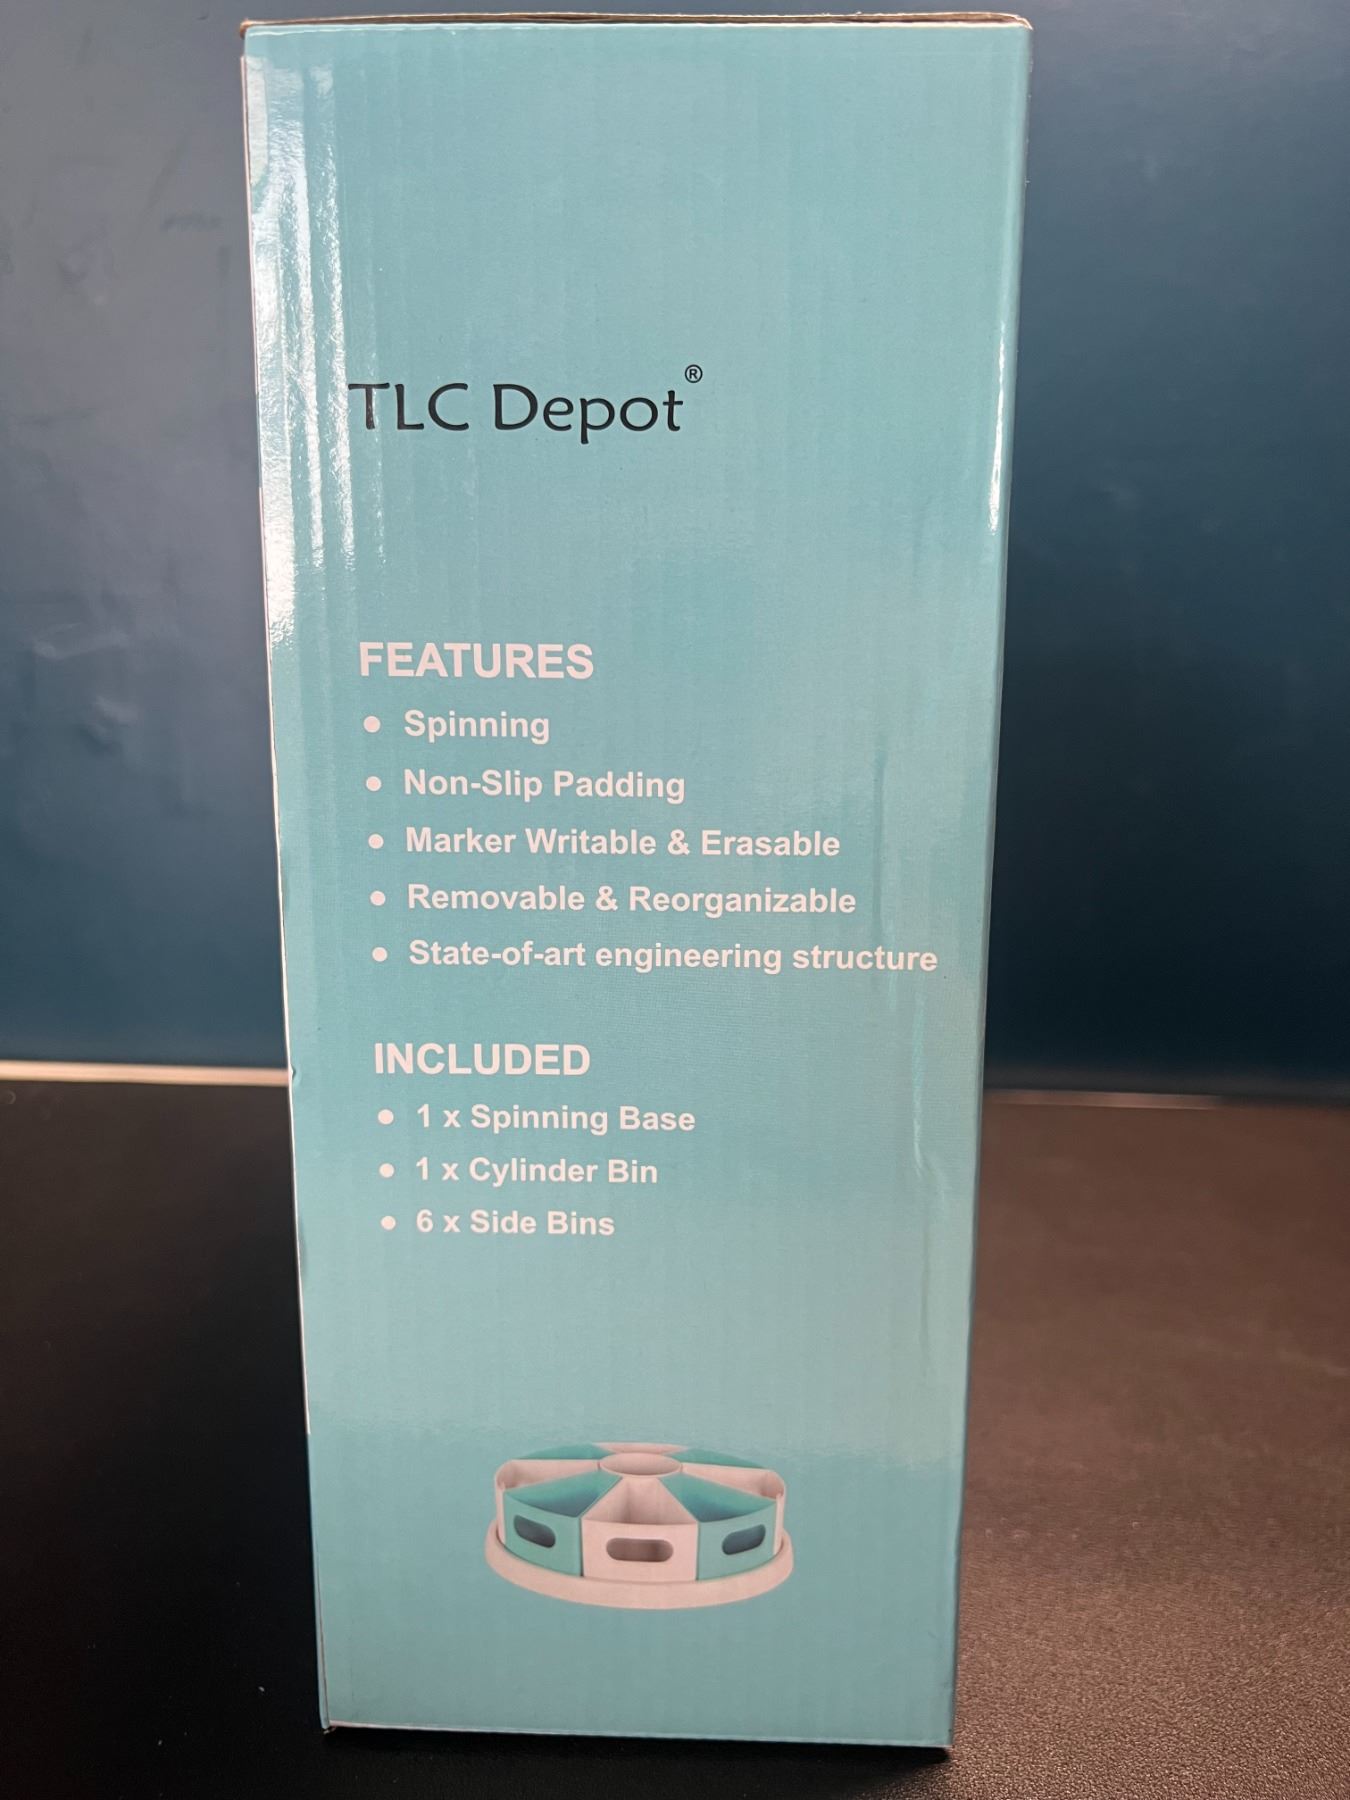 TLC Depot®
FEATURES
• Spinning
• Non-Slip Padding
• Marker Writable & Erasable
• Removable & Reorganizable
• State-of-art engineering structure
INCLUDED
• 1 x Spinning Base
• 1 x Cylinder Bin
• 6 x Side Bins